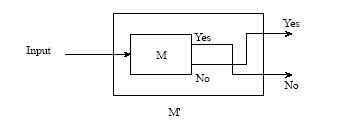 Yes
Yes
Input
M
No
No
M'